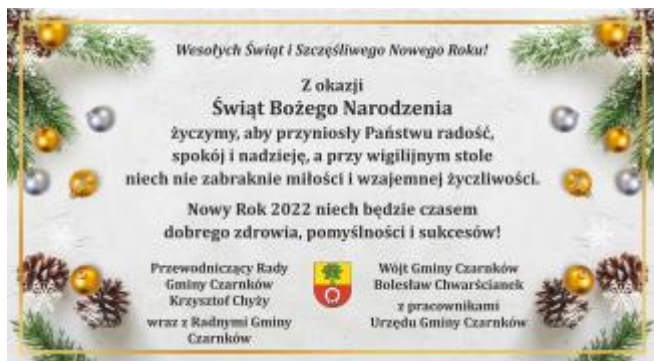 Wesołych Świąt i Szczęśliwego Nowego Roku!
Z okazji
Świąt Bożego Narodzenia
życzymy, aby przyniosły Państwu radość,
spokój i nadzieję, a przy wigilijnym stole
niech nie zabraknie miłości i wzajemnej życzliwości.
Nowy Rok 2022 niech będzie czasem
dobrego zdrowia, pomyślności i sukcesów!
Przewodniczący Rady
Gminy Czarnków
Krzysztof Chyży
wraz z Radnymi Gminy
Czarnków
Wójt Gminy Czarnków
Bolesław Chwarścianek
z pracownikami
Urzędu Gminy Czarnków